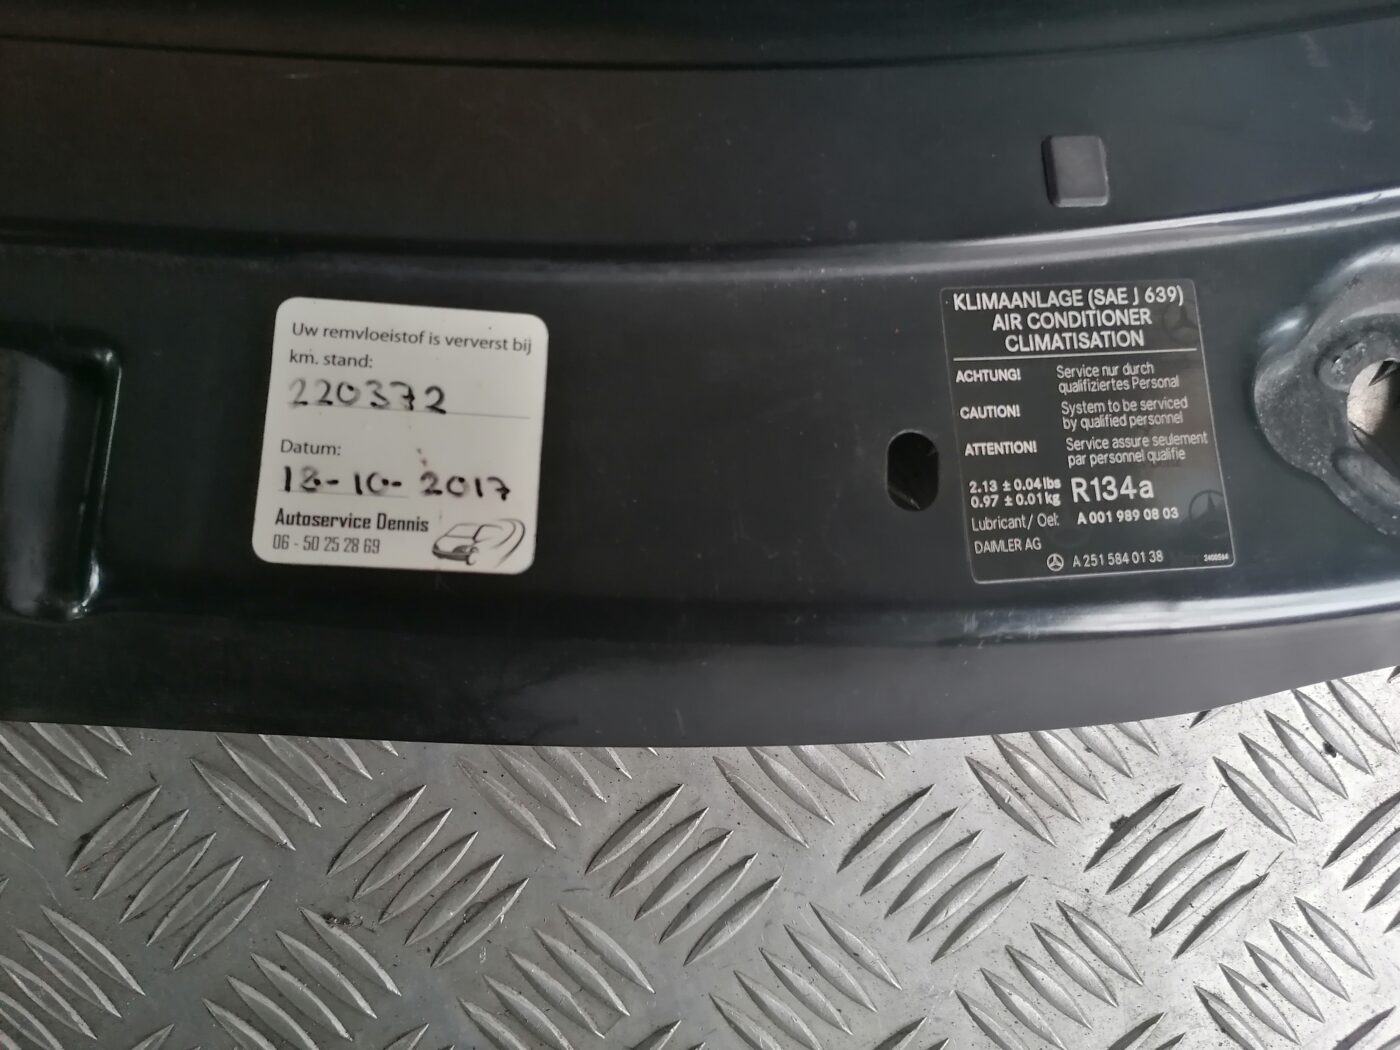 Uw remvloeistof is ververst bij
km. stand:
220372
Datum:
18-10-2017
Autoservice Dennis
06 - 50 25 28 69
KLIMAANLAGE (SAE J 639)
AIR CONDITIONER
CLIMATISATION
ACHTUNG! Service nur durch
qualifiziertes Personal
CAUTION! System to be serviced
by qualified personnel
ATTENTION! Service assure seulement
par personnel qualifie
2.13 ± 0.04 lbs
0.97 ± 0.01 kg R134a
Lubricant / Oel: A 001 989 08 03
DAIMLER AG
A 251 584 01 38